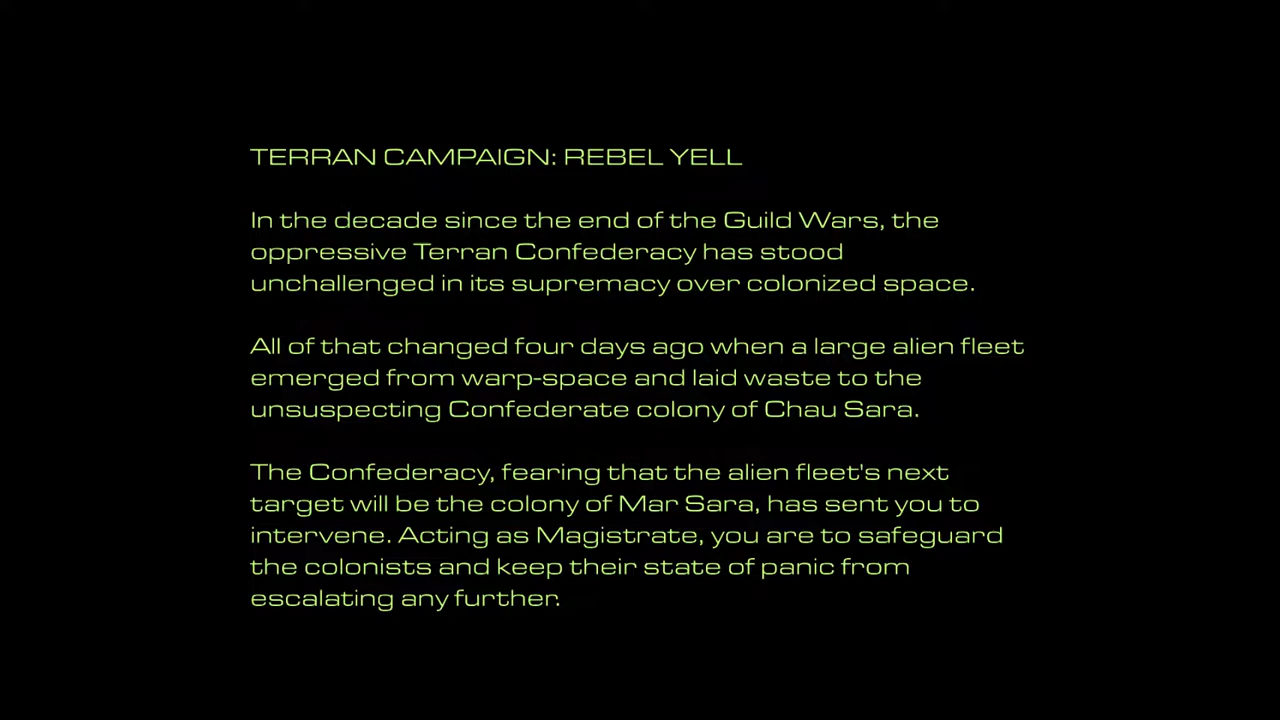 TERRAN CAMPAIGN: REBEL YELL
In the decade since the end of the Guild Wars, the
oppressive Terran Confederacy has stood
unchallenged in its supremacy over colonized space.
All of that changed four days ago when a large alien fleet
emerged from warp-space and laid waste to the
unsuspecting Confederate colony of Chau Sara.
The Confederacy, fearing that the alien fleet's next
target will be the colony of Mar Sara, has sent you to
intervene. Acting as Magistrate, you are to safeguard
the colonists and keep their state of panic from
escalating any further.